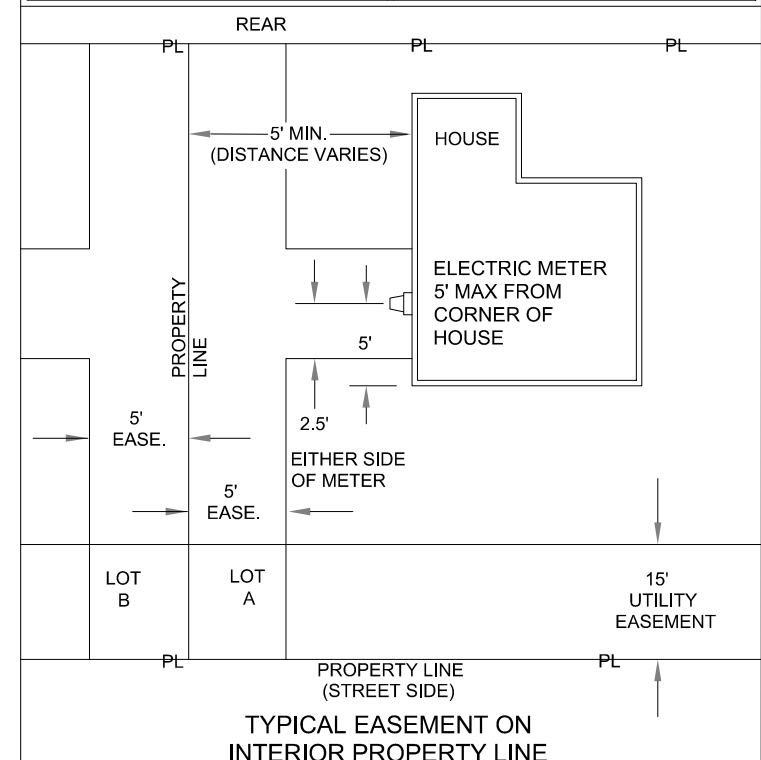 REAR
PL
PL
PL
5' MIN.
(DISTANCE VARIES)
HOUSE
ELECTRIC METER
5' MAX FROM
CORNER OF
HOUSE
PROPERTY
LINE
5'
2.5'
EITHER SIDE
OF METER
5'
EASE.
5'
EASE.
LOT
B
LOT
A
15'
UTILITY
EASEMENT
PL
PL
PROPERTY LINE
(STREET SIDE)
TYPICAL EASEMENT ON
INTERIOR PROPERTY LINE